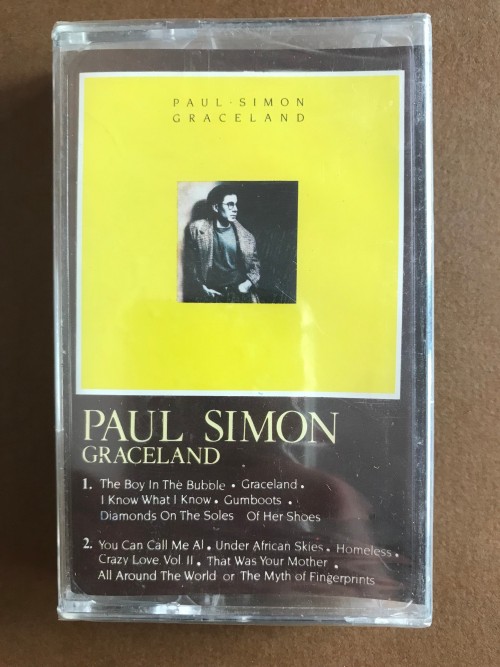 PAUL · SIMON
GRACELAND
PAUL SIMON
GRACELAND
1. The Boy In The Bubble • Graceland •
I Know What I Know • Gumboots •
Diamonds On The Soles Of Her Shoes
2. You Can Call Me Al • Under African Skies • Homeless •
Crazy Love, Vol. II • That Was Your Mother •
All Around The World or The Myth of Fingerprints